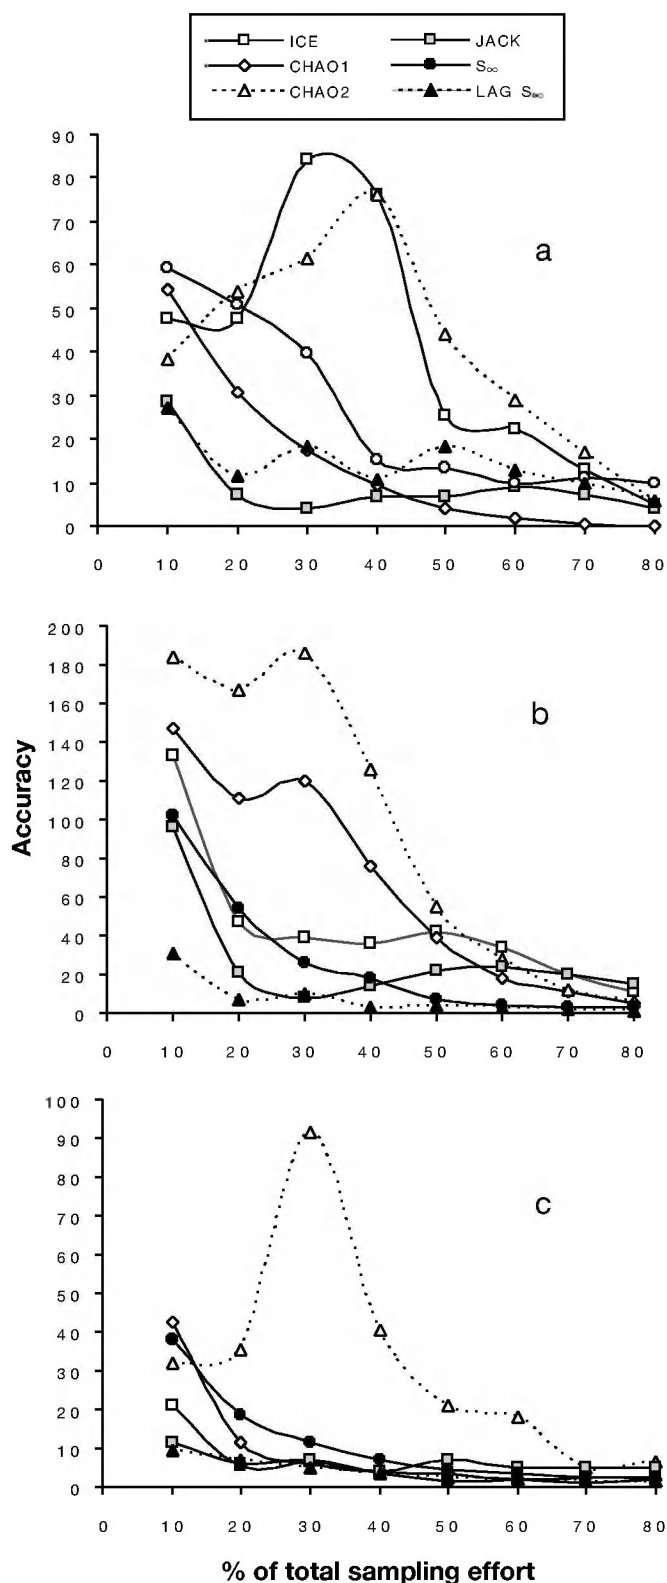 ICE JACK
CHAO1 S∞
CHAO2 LAG S∞
90
80
70
60
50
40
30
20
10
0
a
0 10 20 30 40 50 60 70 80
200
180
160
140
120
100
80
60
40
20
0
b
0 10 20 30 40 50 60 70 80
Accuracy
100
90
80
70
60
50
40
30
20
10
0
c
0 10 20 30 40 50 60 70 80
% of total sampling effort